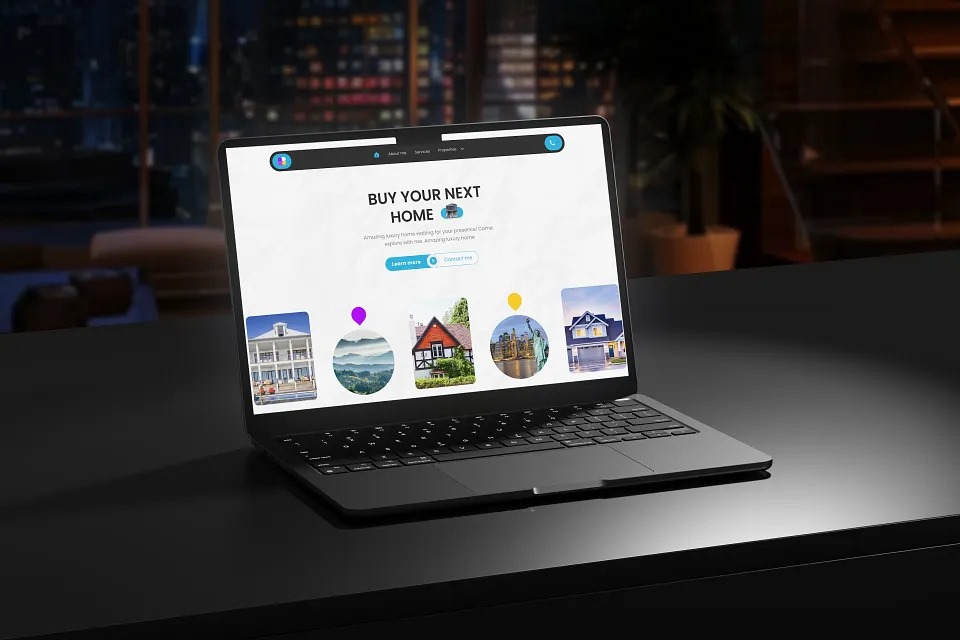 About me Services Properties
BUY YOUR NEXT
HOME
Amazing luxury home waiting for your presence! Come
explore with me. Amazing luxury home
Learn more Contact me